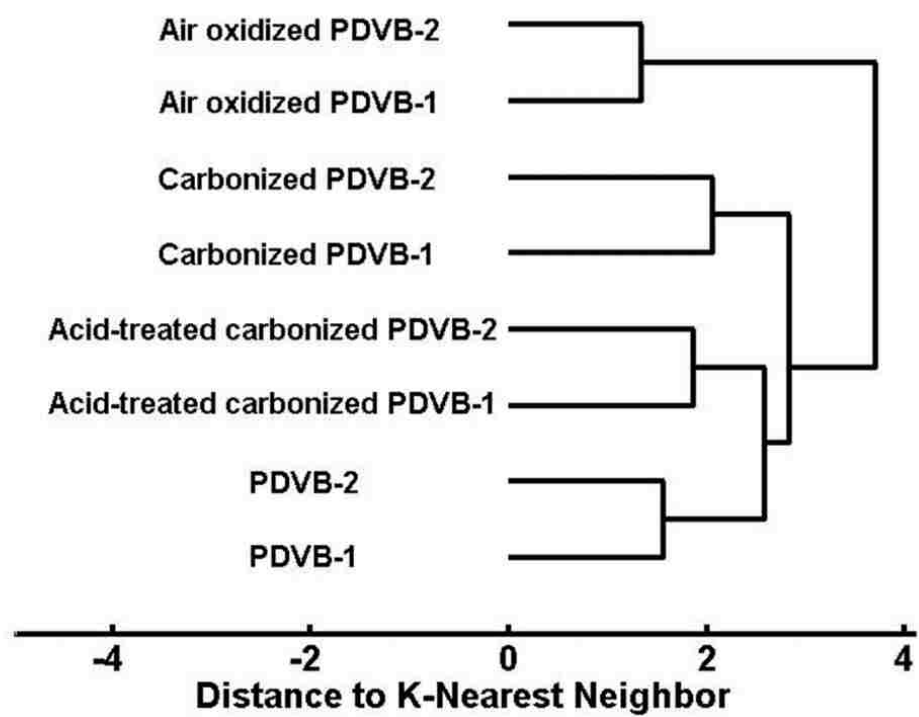 Air oxidized PDVB-2
Air oxidized PDVB-1
Carbonized PDVB-2
Carbonized PDVB-1
Acid-treated carbonized PDVB-2
Acid-treated carbonized PDVB-1
PDVB-2
PDVB-1
-4 -2 0 2 4
Distance to K-Nearest Neighbor